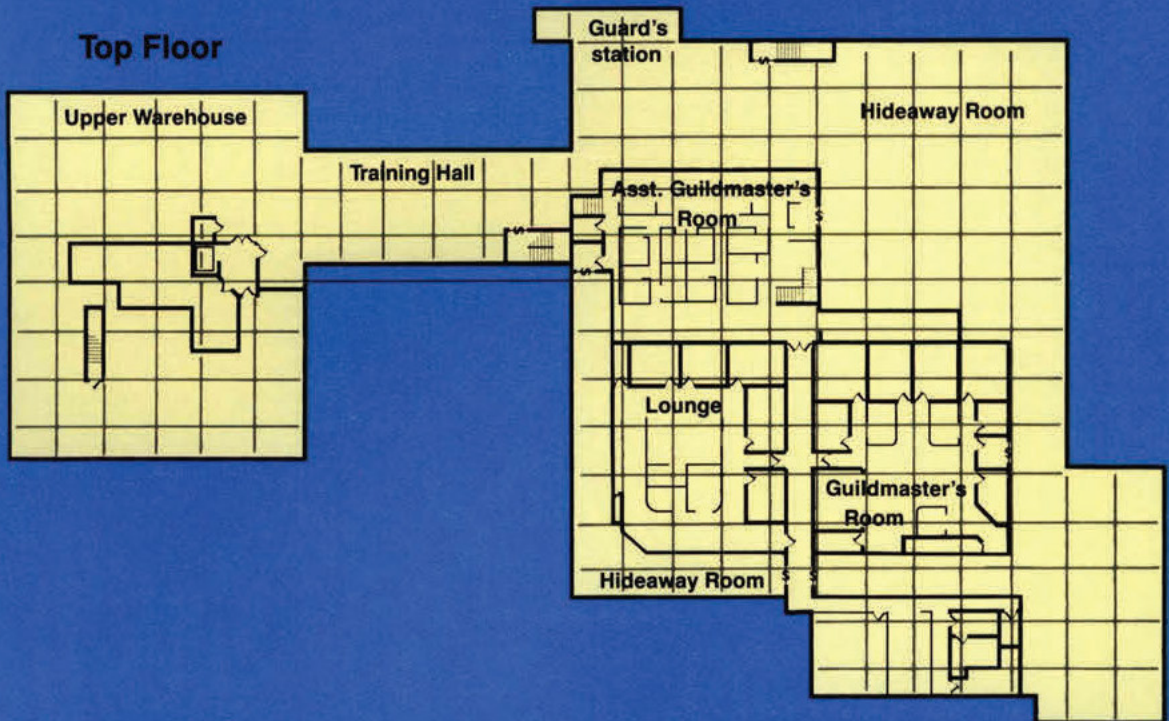 Top Floor
Guard's
station
Upper Warehouse
Hideaway Room
Training Hall
Asst. Guildmaster's
Room
S
S
S
S
Lounge
S
Guildmaster's
Room
Hideaway Room
S
S